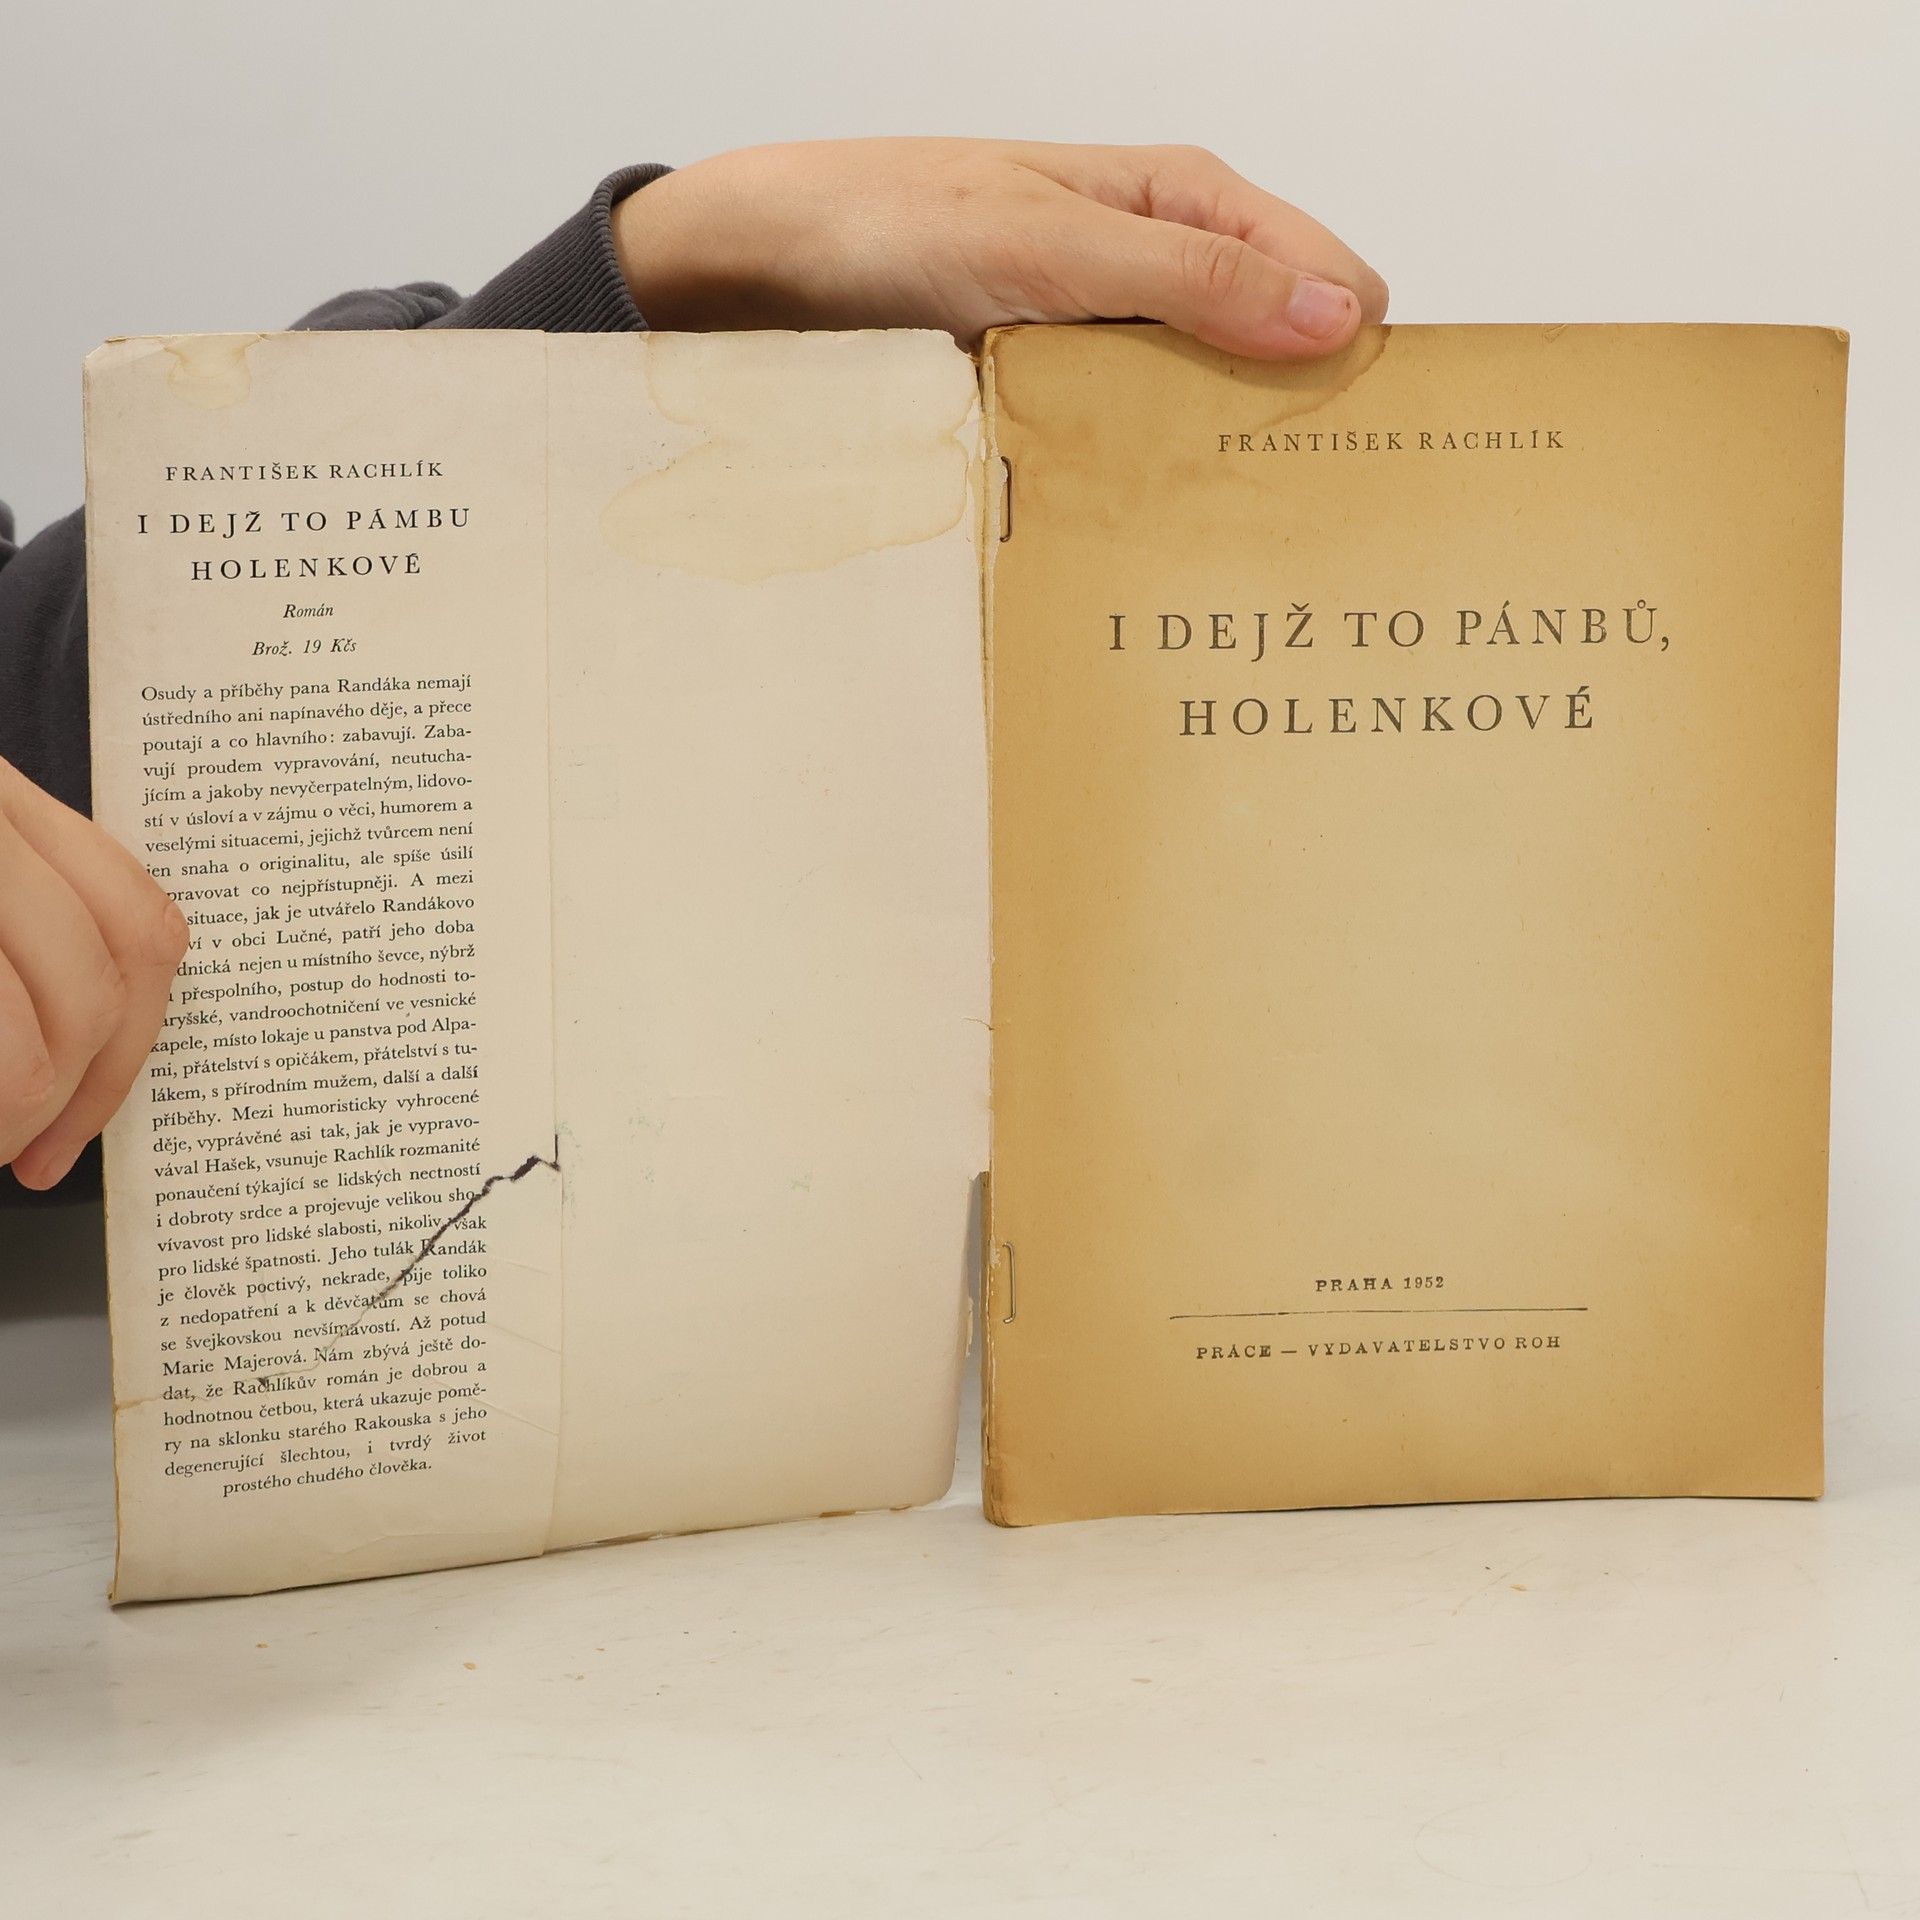 FRANTIŠEK RACHLÍK
I DEJŽ TO PÁMBU
HOLENKOVÉ
Román
Brož. 19 Kčs
Osudy a příběhy pana Randáka nemají
ústředního ani napínavého děje, a přece
poutají a co hlavního: zabavují. Zaba-
vují proudem vypravování, neutucha-
jícím a jakoby nevyčerpatelným, lidovo-
stí v úsloví a v zájmu o věci, humorem a
veselými situacemi, jejichž tvůrcem není
jen snaha o originalitu, ale spíše úsilí
pravovat co nejpřístupněji. A mezi
situace, jak je utvářelo Randákovo
ví v obci Lučné, patří jeho doba
dnická nejen u místního ševce, nýbrž
přespolního, postup do hodnosti to-
aryšské, vandroochotničení ve vesnické
kapele, místo lokaje u panstva pod Alpa-
mi, přátelství s opičákem, přátelství s tu-
lákem, s přírodním mužem, další a další
příběhy. Mezi humoristicky vyhrocené
děje, vyprávěné asi tak, jak je vypravo-
vával Hašek, vsunuje Rachlík rozmanité
ponaučení týkající se lidských nectností
i dobroty srdce a projevuje velikou sho-
vívavost pro lidské slabosti, nikoliv však
pro lidské špatnosti. Jeho tulák Randák
je člověk poctivý, nekrade, pije toliko
z nedopatření a k děvčatům se chová
se švejkovskou nevšímavostí. Až potud
Marie Majerová. Nám zbývá ještě do-
dat, že Rachlíkův román je dobrou a
hodnotnou četbou, která ukazuje pomě-
ry na sklonku starého Rakouska s jeho
degenerující šlechtou, i tvrdý život
prostého chudého člověka.
FRANTIŠEK RACHLÍK
I DEJŽ TO PÁNBŮ,
HOLENKOVÉ
PRAHA 1952
PRÁCE — VYDAVATELSTVO ROH